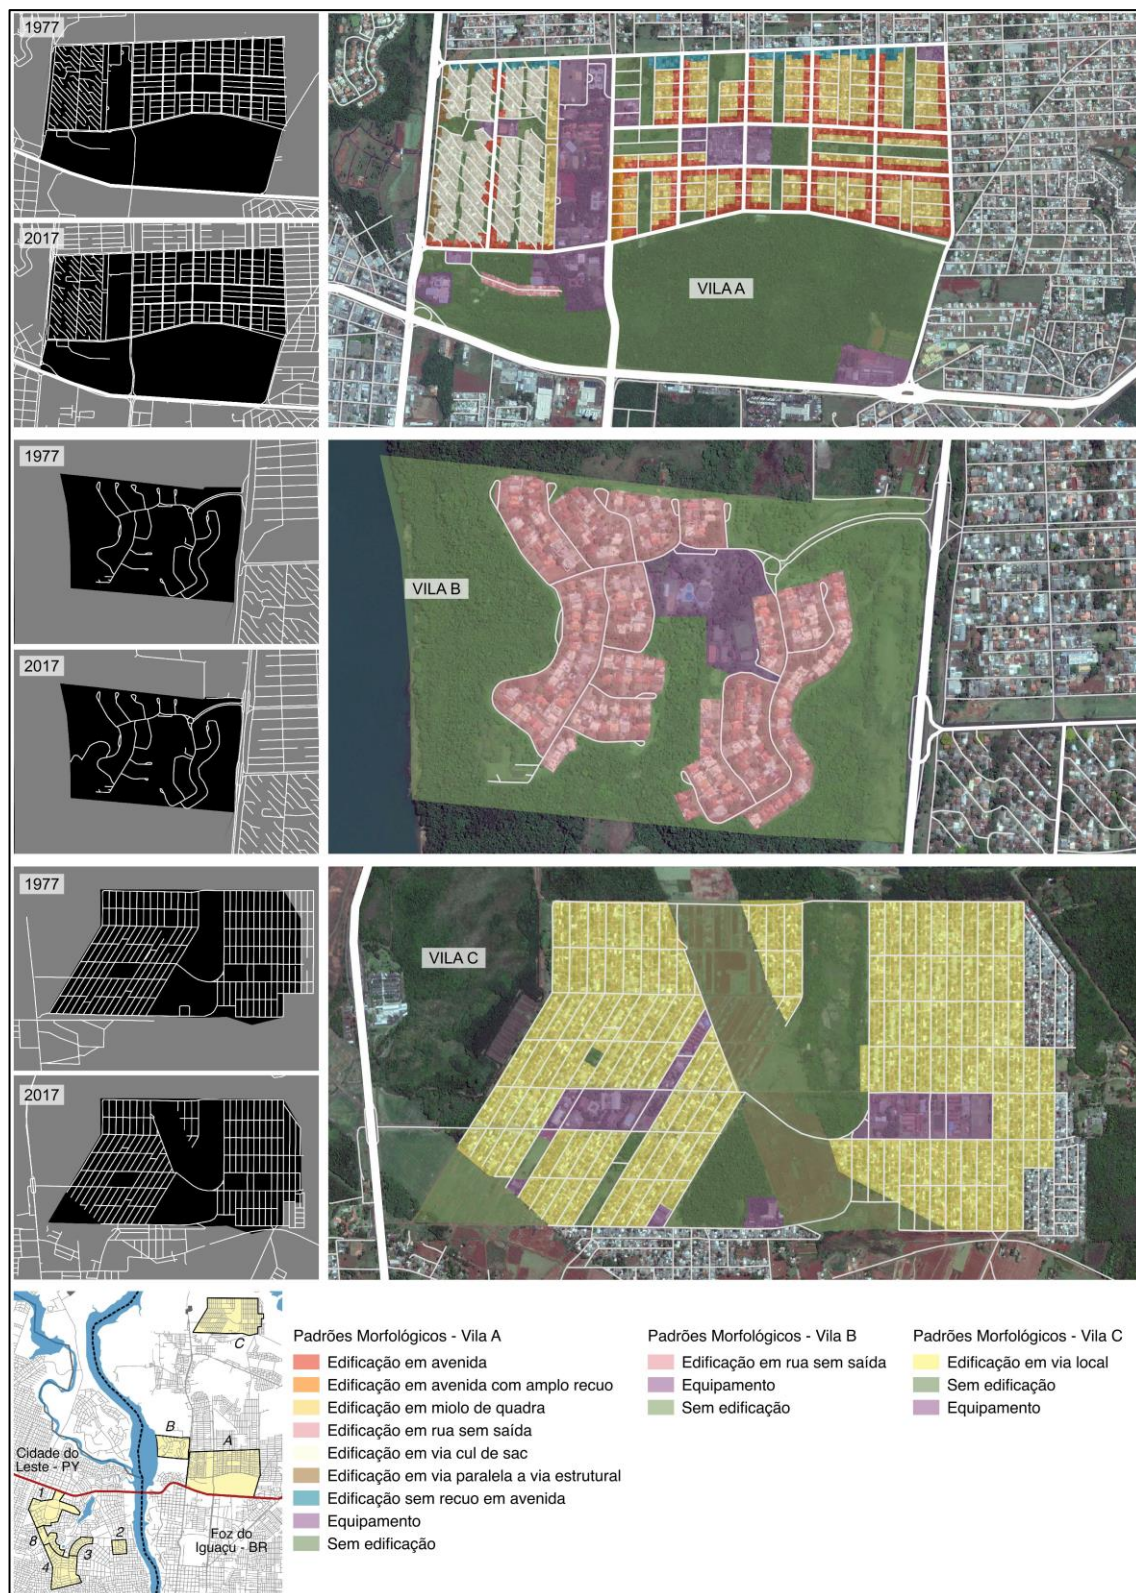 1977
2017
VILA A
1977
2017
VILA B
1977
2017
VILA C
C
B
A
Cidade do
Leste - PY
1
2
3
8
4
Foz do
Iguaçu - BR
Padrões Morfológicos - Vila A
Edificação em avenida
Edificação em avenida com amplo recuo
Edificação em miolo de quadra
Edificação em rua sem saída
Edificação em via cul de sac
Edificação em via paralela a via estrutural
Edificação sem recuo em avenida
Equipamento
Sem edificação
Padrões Morfológicos - Vila B
Edificação em rua sem saída
Equipamento
Sem edificação
Padrões Morfológicos - Vila C
Edificação em via local
Sem edificação
Equipamento